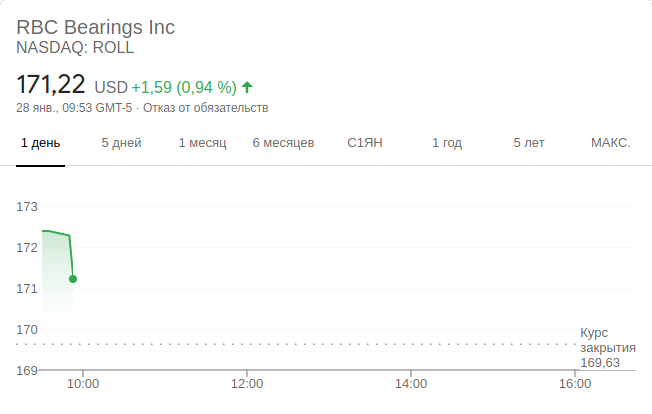 RBC Bearings Inc
NASDAQ: ROLL
171,22 USD +1,59 (0,94 %)
28 янв., 09:53 GMT-5 · Отказ от обязательств
1 день 5 дней 1 месяц 6 месяцев С1ЯН 1 год 5 лет МАКС.
173
172
171
170
Курс
закрытия
169,63
169
10:00 12:00 14:00 16:00